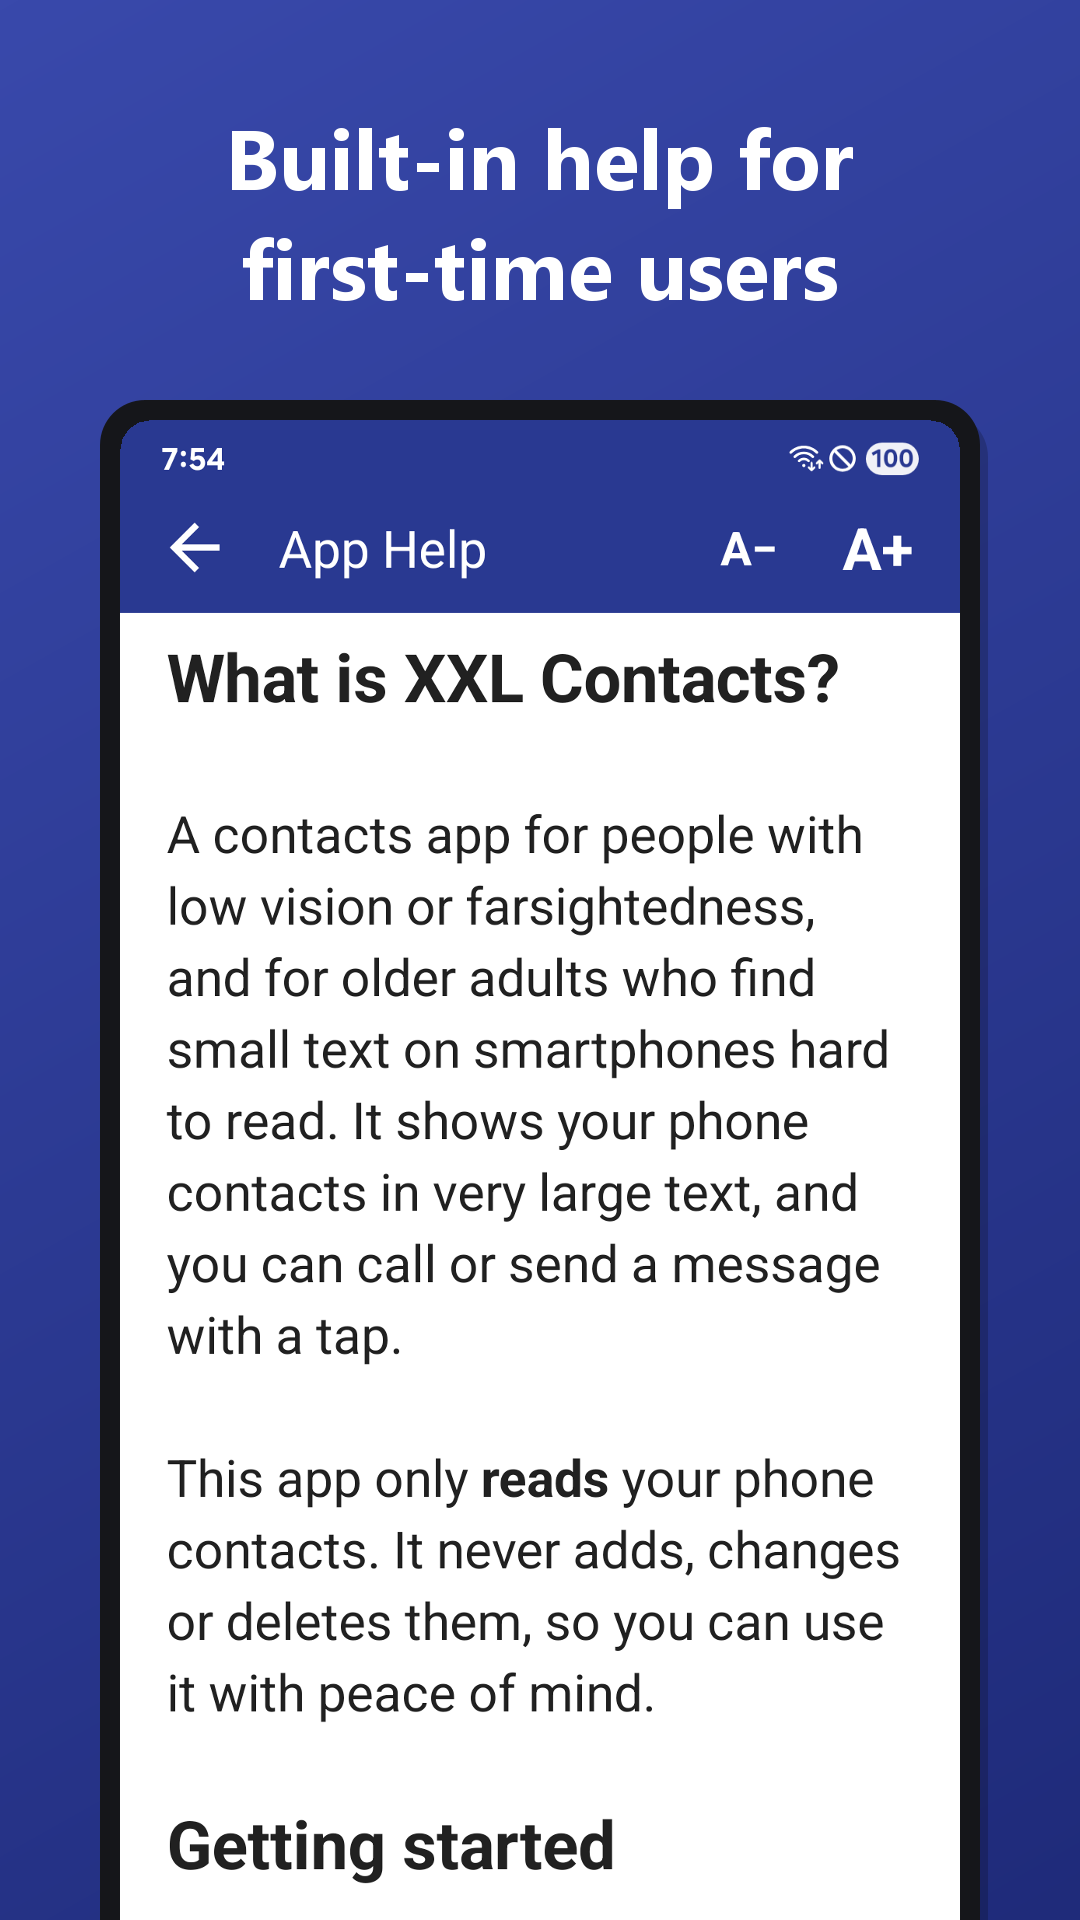 Built-in help for
first-time users
7:54
100
App Help
A−
A+
What is XXL Contacts?
A contacts app for people with
low vision or farsightedness,
and for older adults who find
small text on smartphones hard
to read. It shows your phone
contacts in very large text, and
you can call or send a message
with a tap.
This app only reads your phone
contacts. It never adds, changes
or deletes them, so you can use
it with peace of mind.
Getting started